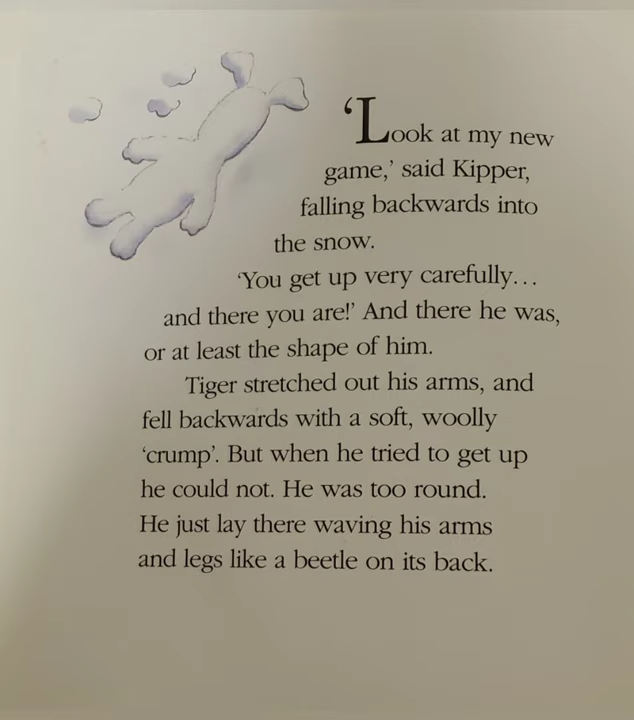 ‘Look at my new
game,’ said Kipper,
falling backwards into
the snow.
‘You get up very carefully...
and there you are!’ And there he was,
or at least the shape of him.
Tiger stretched out his arms, and
fell backwards with a soft, woolly
‘crump’. But when he tried to get up
he could not. He was too round.
He just lay there waving his arms
and legs like a beetle on its back.